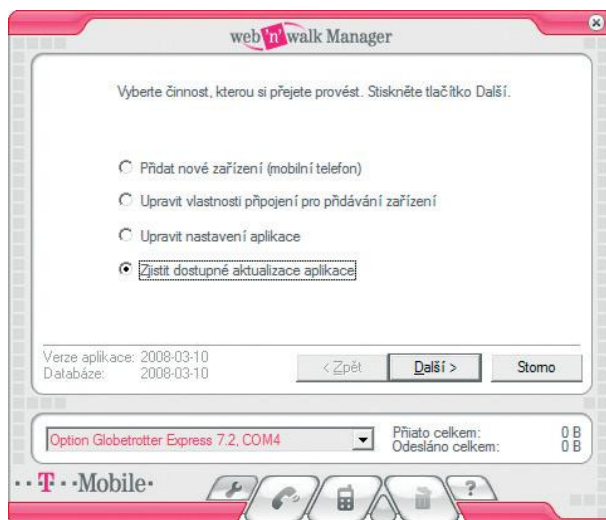 web'n'walk Manager
Vyberte činnost, kterou si přejete provést. Stiskněte tlačítko Další.
Přidat nové zařízení (mobilní telefon)
Upravit vlastnosti připojení pro přidávání zařízení
Upravit nastavení aplikace
Zjistit dostupné aktualizace aplikace
Verze aplikace: 2008-03-10
Databáze: 2008-03-10
< Zpět Další > Storno
Option Globetrotter Express 7.2, COM4
Přijato celkem: 0 B
Odesláno celkem: 0 B
··T··Mobile·
?